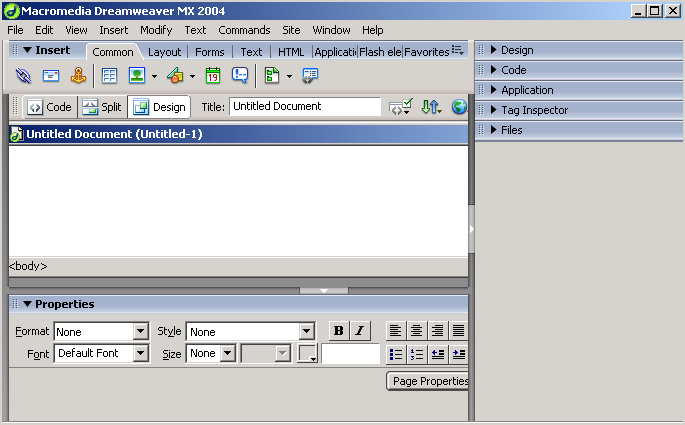 Macromedia Dreamweaver MX 2004
File Edit View Insert Modify Text Commands Site Window Help
Insert Common Layout Forms Text HTML Applicati Flash ele Favorites
19
Code Split Design Title: Untitled Document
Untitled Document (Untitled-1)
<body>
Properties
Format None Style None B I
Font Default Font Size None
Page Properties
Design
Code
Application
Tag Inspector
Files